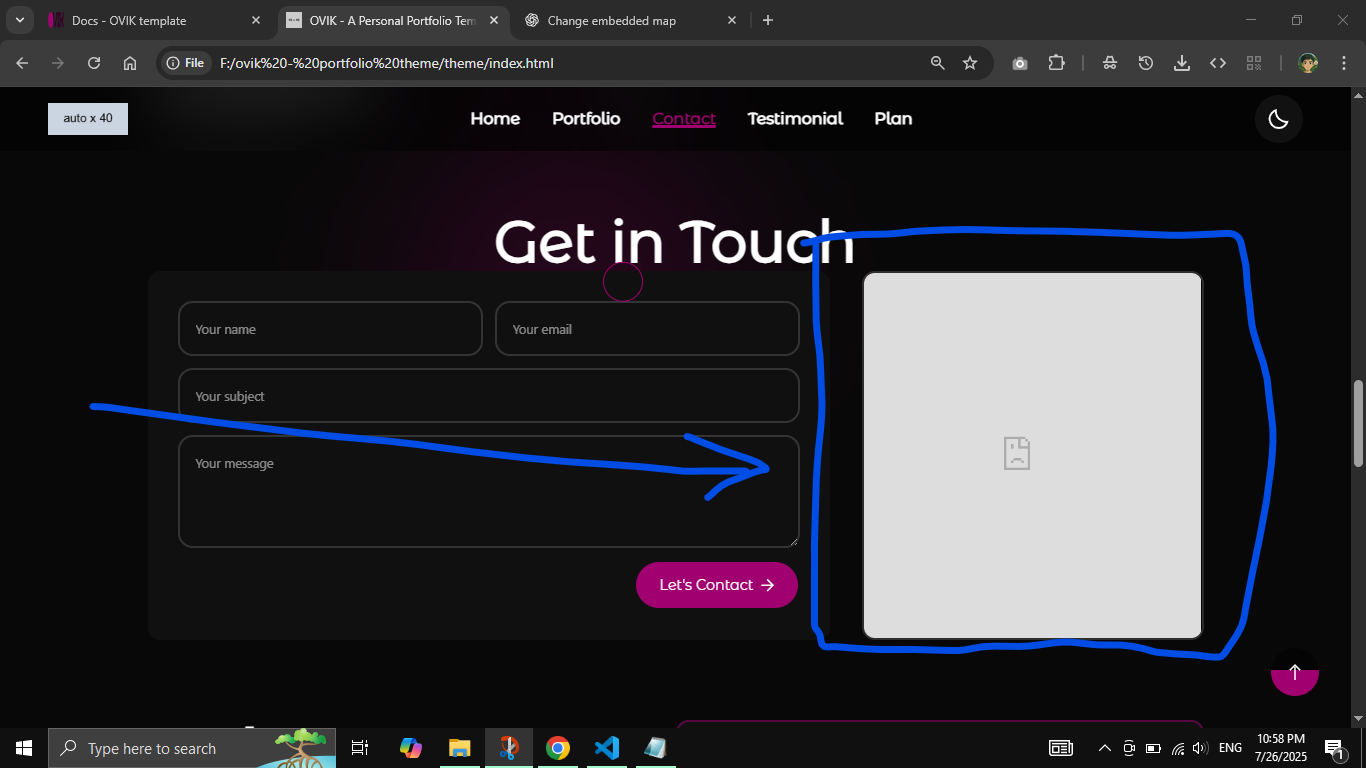 Docs - OVIK template
OVIK - A Personal Portfolio Tem
Change embedded map
File
F:/ovik%20-%20portfolio%20theme/theme/index.html
auto x 40
Home
Portfolio
Contact
Testimonial
Plan
Get in Touch
Your name
Your email
Your subject
Your message
Let's Contact
Type here to search
ENG
10:58 PM
7/26/2025
1